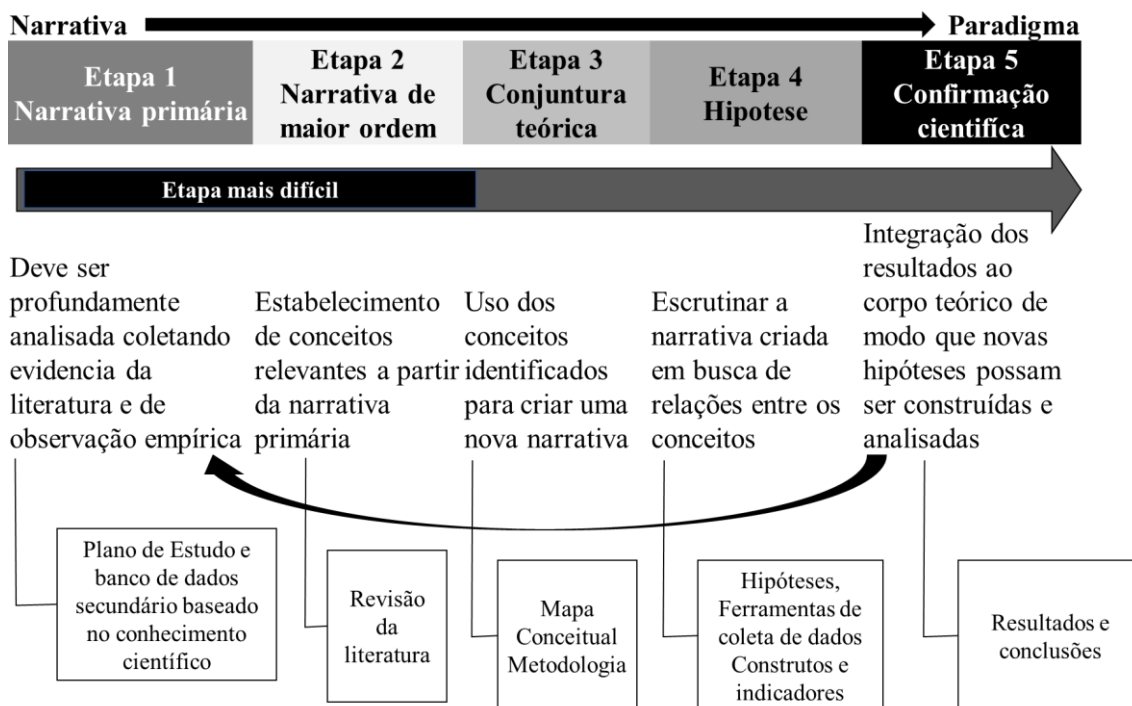 Narrativa
Paradigma
Etapa 1
Narrativa primária
Etapa 2
Narrativa de
maior ordem
Etapa 3
Conjuntura
teórica
Etapa 4
Hipotese
Etapa 5
Confirmação
cientifíca
Etapa mais difícil
Deve ser
profundamente
analisada coletando
evidencia da
literatura e de
observação empírica
Estabelecimento
de conceitos
relevantes a partir
da narrativa
primária
Uso dos
conceitos
identificados
para criar uma
nova narrativa
Escrutinar a
narrativa criada
em busca de
relações entre os
conceitos
Integração dos
resultados ao
corpo teórico de
modo que novas
hipóteses possam
ser construídas e
analisadas
Plano de Estudo e
banco de dados
secundário baseado
no conhecimento
científico
Revisão
da
literatura
Mapa
Conceitual
Metodologia
Hipóteses,
Ferramentas de
coleta de dados
Construtos e
indicadores
Resultados e
conclusões